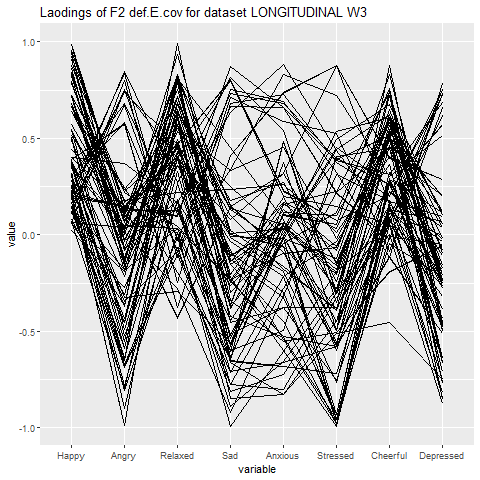 Laodings of F2 def.E.cov for dataset LONGITUDINAL W3
1.0
0.5
0.0
-0.5
-1.0
value
Happy Angry Relaxed Sad Anxious Stressed Cheerful Depressed
variable